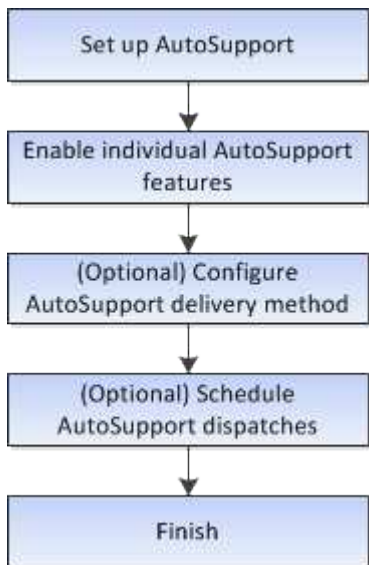 Set up AutoSupport
Enable individual AutoSupport
features
(Optional) Configure
AutoSupport delivery method
(Optional) Schedule
AutoSupport dispatches
Finish